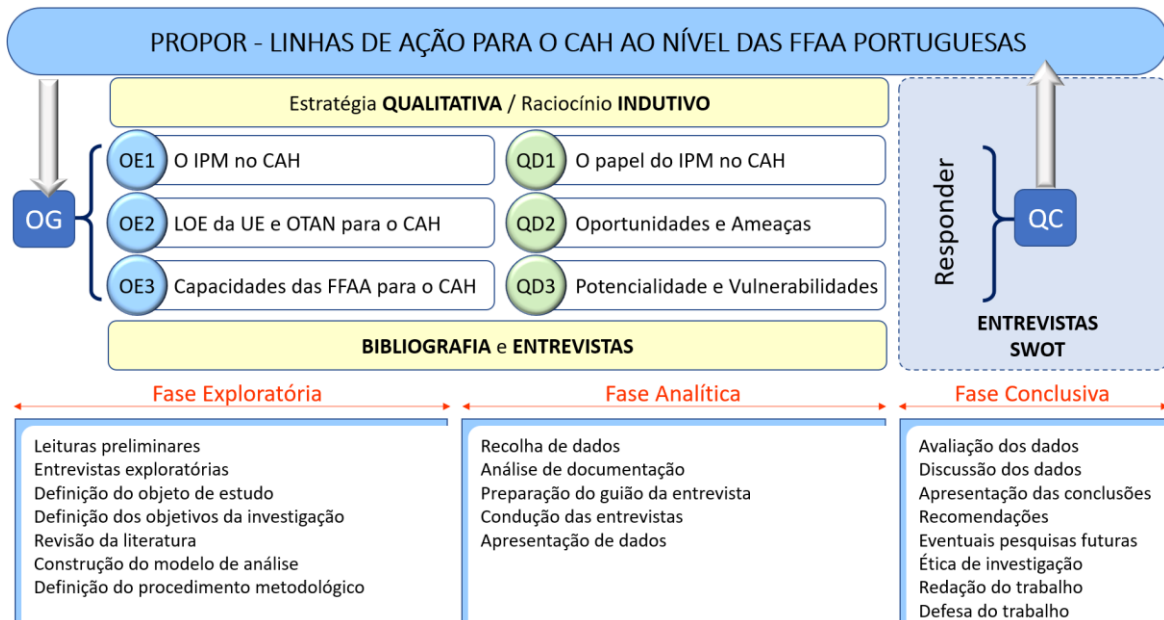 PROPOR - LINHAS DE AÇÃO PARA O CAH AO NÍVEL DAS FFAA PORTUGUESAS
Estratégia QUALITATIVA / Raciocínio INDUTIVO
OG
OE1 O IPM no CAH
OE2 LOE da UE e OTAN para o CAH
OE3 Capacidades das FFAA para o CAH
QD1 O papel do IPM no CAH
QD2 Oportunidades e Ameaças
QD3 Potencialidade e Vulnerabilidades
BIBLIOGRAFIA e ENTREVISTAS
Responder
QC
ENTREVISTAS
SWOT
Fase Exploratória
Leituras preliminares
Entrevistas exploratórias
Definição do objeto de estudo
Definição dos objetivos da investigação
Revisão da literatura
Construção do modelo de análise
Definição do procedimento metodológico
Fase Analítica
Recolha de dados
Análise de documentação
Preparação do guião da entrevista
Condução das entrevistas
Apresentação de dados
Fase Conclusiva
Avaliação dos dados
Discussão dos dados
Apresentação das conclusões
Recomendações
Eventuais pesquisas futuras
Ética de investigação
Redação do trabalho
Defesa do trabalho